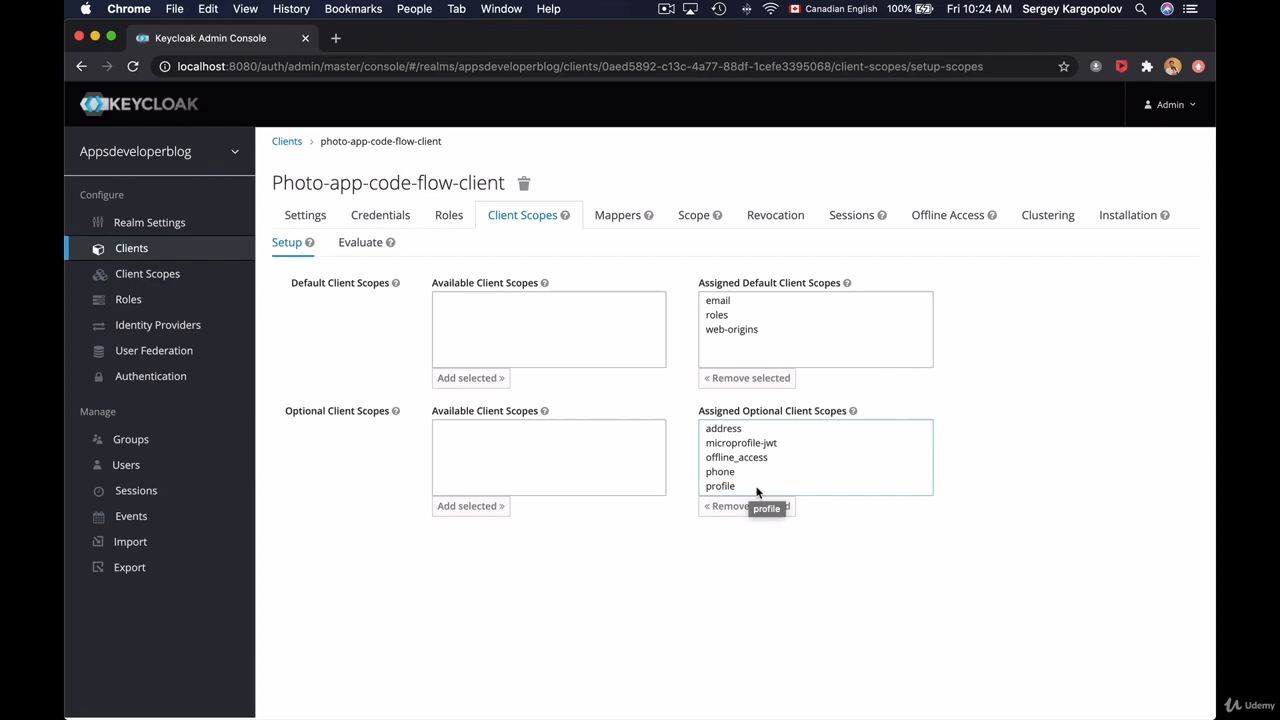 Chrome File Edit View History Bookmarks People Tab Window Help Canadian English 100% Fri 10:24 AM Sergey Kargopolov
Keycloak Admin Console
localhost:8080/auth/admin/master/console/#/realms/appsdeveloperblog/clients/0aed5892-c13c-4a77-88df-1cefe3395068/client-scopes/setup-scopes
KEYCLOAK
Admin
Appsdeveloperblog
Configure
Realm Settings
Clients
Client Scopes
Roles
Identity Providers
User Federation
Authentication
Manage
Groups
Users
Sessions
Events
Import
Export
Clients > photo-app-code-flow-client
Photo-app-code-flow-client
Settings Credentials Roles Client Scopes Mappers Scope Revocation Sessions Offline Access Clustering Installation
Setup Evaluate
Default Client Scopes Available Client Scopes Assigned Default Client Scopes
email
roles
web-origins
Add selected » « Remove selected
Optional Client Scopes Available Client Scopes Assigned Optional Client Scopes
address
microprofile-jwt
offline_access
phone
profile
Add selected » « Remove
profile
Udemy